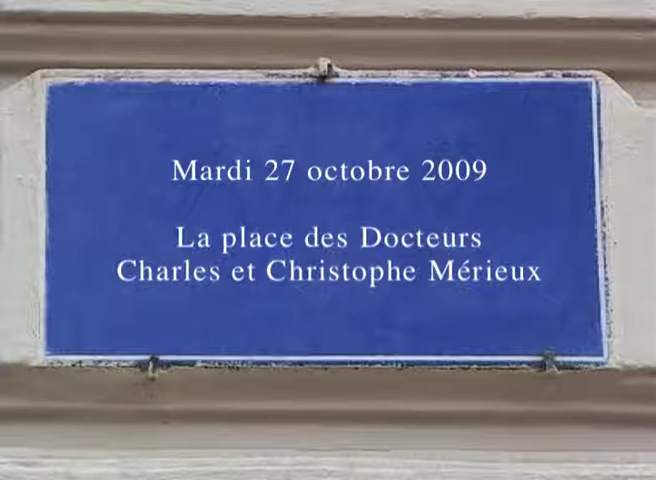 Mardi 27 octobre 2009
La place des Docteurs
Charles et Christophe Mérieux